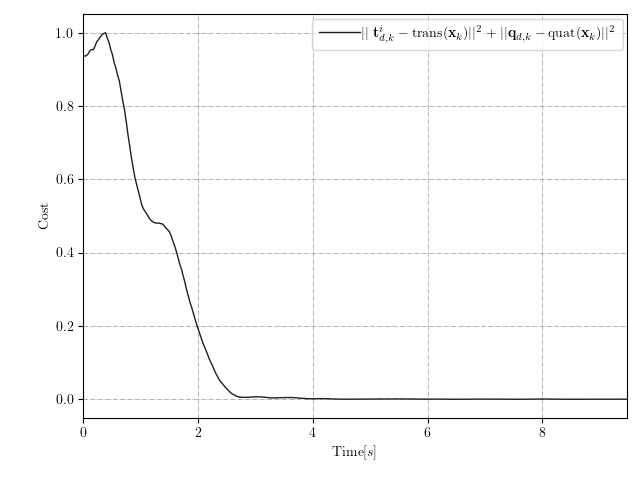 || t^i_{d,k} − trans(x_k)||^2 + ||q_{d,k} − quat(x_k)||^2
1.0
0.8
0.6
0.4
0.2
0.0
Cost
0 2 4 6 8
Time[s]